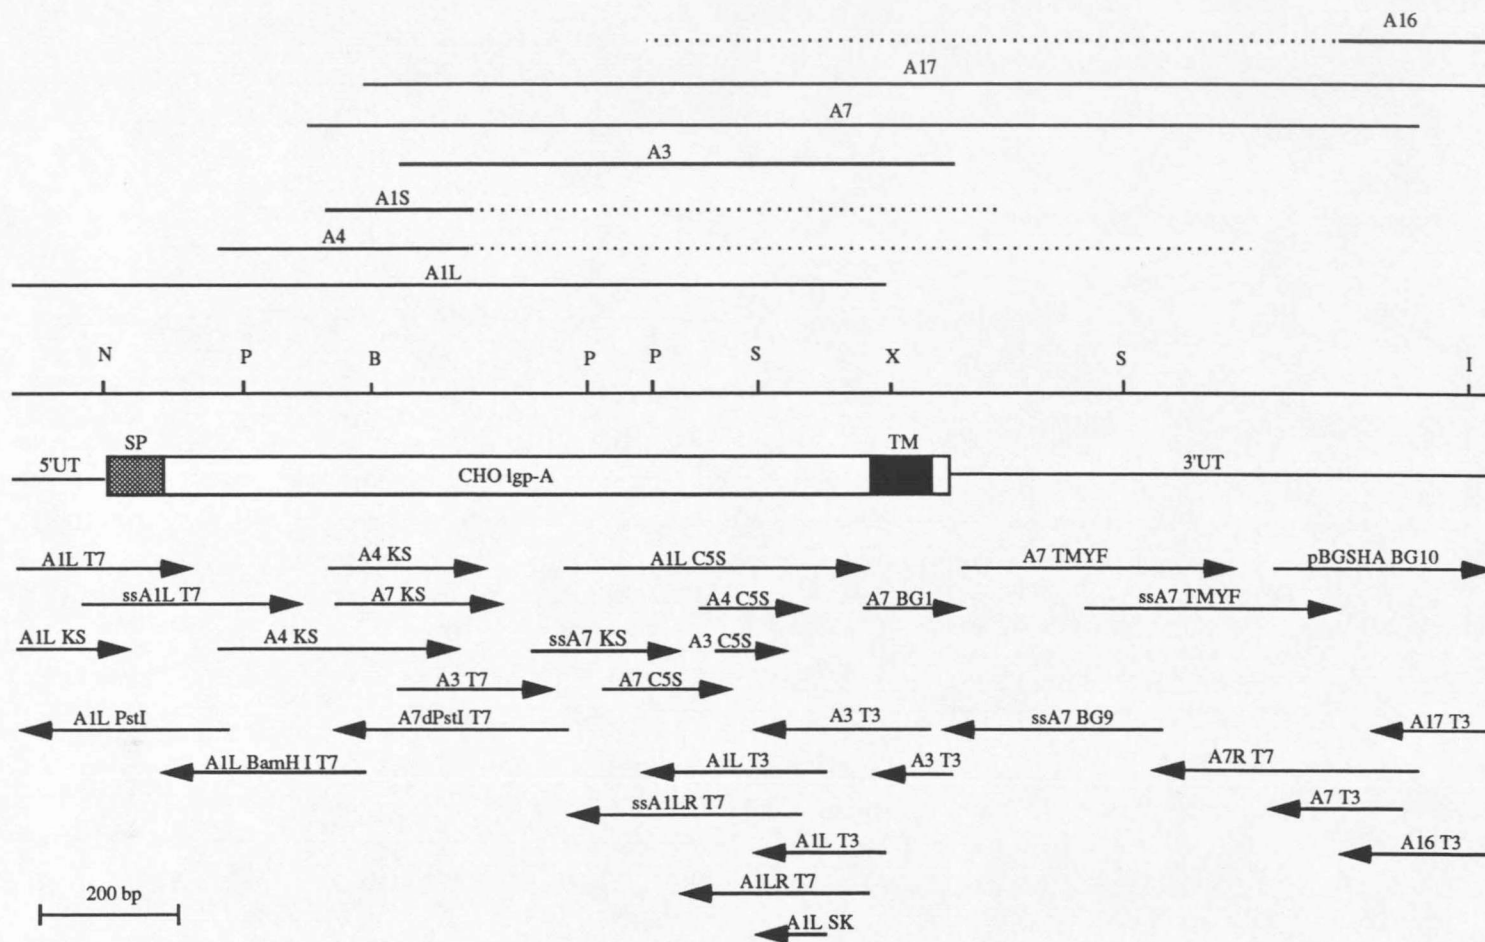 A16
A17
A7
A3
A1S
A4
A1L
N P B P P S X S I
SP TM
5'UT CHO lgp-A 3'UT
A1L T7 A4 KS A1L C5S A7 TMYF pBGSHA BG10
ssA1L T7 A7 KS A4 C5S A7 BG1 ssA7 TMYF
A1L KS A4 KS ssA7 KS A3 C5S
A3 T7 A7 C5S
A1L PstI A7dPstI T7 A3 T3 ssA7 BG9 A17 T3
A1L BamH I T7 A1L T3 A3 T3 A7R T7
ssA1LR T7 A7 T3
A1L T3 A16 T3
A1LR T7
200 bp
A1L SK